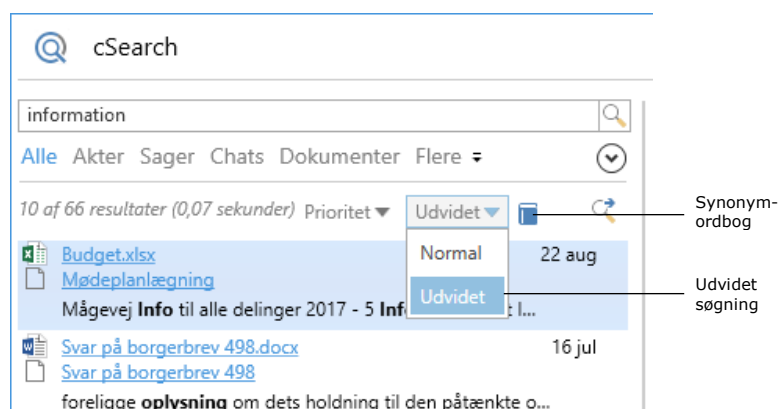 cSearch
information
Alle Akter Sager Chats Dokumenter Flere
10 af 66 resultater (0,07 sekunder) Prioritet Udvidet
Synonym-
ordbog
Normal
Udvidet
Udvidet
søgning
Budget.xlsx 22 aug
Mødeplanlægning
Mågevej Info til alle delinger 2017 - 5
Svar på borgerbrev 498.docx 16 jul
Svar på borgerbrev 498
foreligge oplysning om dets holdning til den påtænkte o...